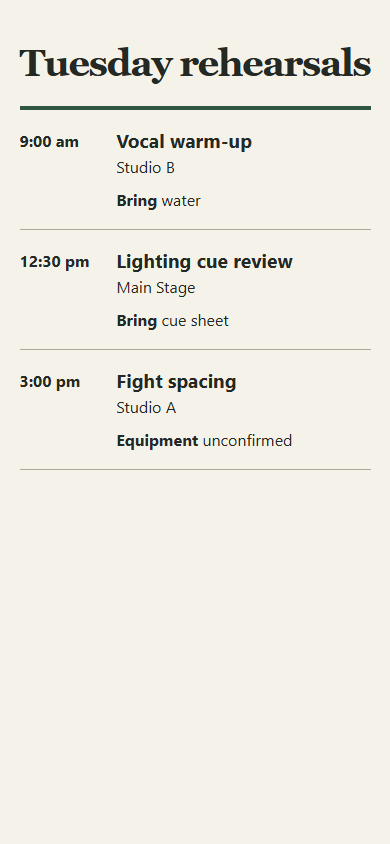 Tuesday rehearsals
9:00 am
Vocal warm-up
Studio B
Bring water
12:30 pm
Lighting cue review
Main Stage
Bring cue sheet
3:00 pm
Fight spacing
Studio A
Equipment unconfirmed